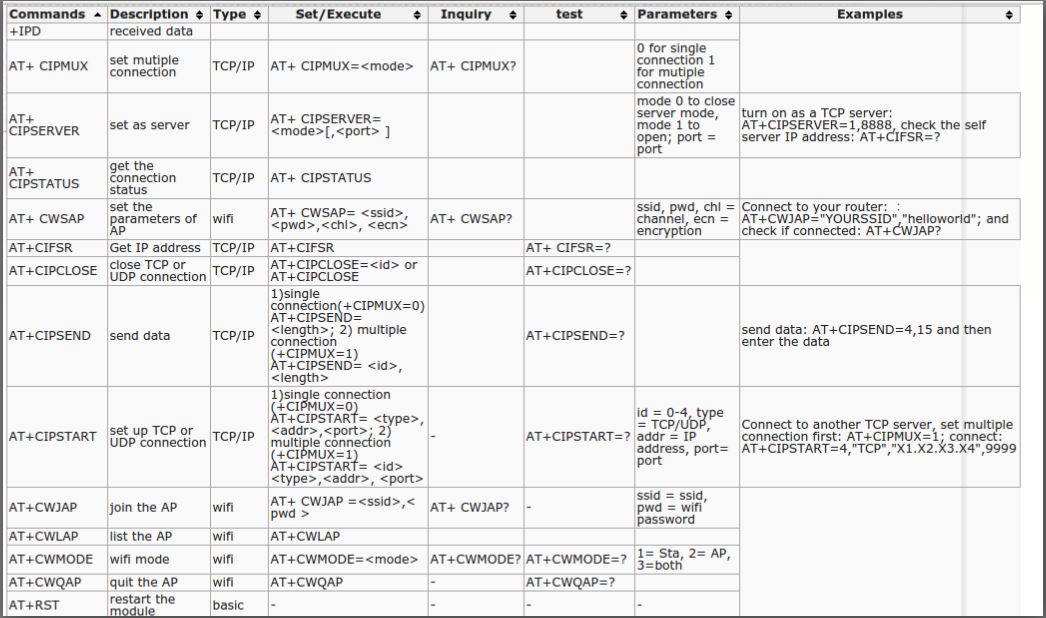 Commands Description Type Set/Execute Inquiry test Parameters Examples
+IPD received data
AT+ CIPMUX set mutiple connection TCP/IP AT+ CIPMUX=<mode> AT+ CIPMUX? 0 for single connection 1 for mutiple connection
AT+ CIPSERVER set as server TCP/IP AT+ CIPSERVER= <mode>[,<port> ] mode 0 to close server mode, mode 1 to open; port = port turn on as a TCP server: AT+CIPSERVER=1,8888, check the self server IP address: AT+CIFSR=?
AT+ CIPSTATUS get the connection status TCP/IP AT+ CIPSTATUS
AT+ CWSAP set the parameters of AP wifi AT+ CWSAP= <ssid>, <pwd>,<chl>, <ecn> AT+ CWSAP? ssid, pwd, chl = channel, ecn = encryption Connect to your router: : AT+CWJAP="YOURSSID","helloworld"; and check if connected: AT+CWJAP?
AT+CIFSR Get IP address TCP/IP AT+CIFSR AT+ CIFSR=?
AT+CIPCLOSE close TCP or UDP connection TCP/IP AT+CIPCLOSE=<id> or AT+CIPCLOSE AT+CIPCLOSE=?
AT+CIPSEND send data TCP/IP 1)single connection(+CIPMUX=0) AT+CIPSEND= <length>; 2) multiple connection (+CIPMUX=1) AT+CIPSEND= <id>, <length> AT+CIPSEND=? send data: AT+CIPSEND=4,15 and then enter the data
AT+CIPSTART set up TCP or UDP connection TCP/IP 1)single connection (+CIPMUX=0) AT+CIPSTART= <type>, <addr>,<port>; 2) multiple connection (+CIPMUX=1) AT+CIPSTART= <id> <type>,<addr>, <port> - AT+CIPSTART=? id = 0-4, type = TCP/UDP, addr = IP address, port= port Connect to another TCP server, set multiple connection first: AT+CIPMUX=1; connect: AT+CIPSTART=4,"TCP","X1.X2.X3.X4",9999
AT+CWJAP join the AP wifi AT+ CWJAP =<ssid>,< pwd > AT+ CWJAP? - ssid = ssid, pwd = wifi password
AT+CWLAP list the AP wifi AT+CWLAP
AT+CWMODE wifi mode wifi AT+CWMODE=<mode> AT+CWMODE? AT+CWMODE=? 1= Sta, 2= AP, 3=both
AT+CWQAP quit the AP wifi AT+CWQAP - AT+CWQAP=?
AT+RST restart the module basic - - - -